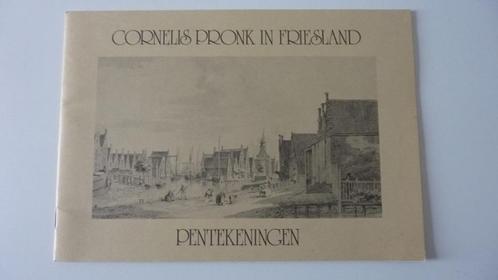 CORNELIS PRONK IN FRIESLAND
PENTEKENINGEN